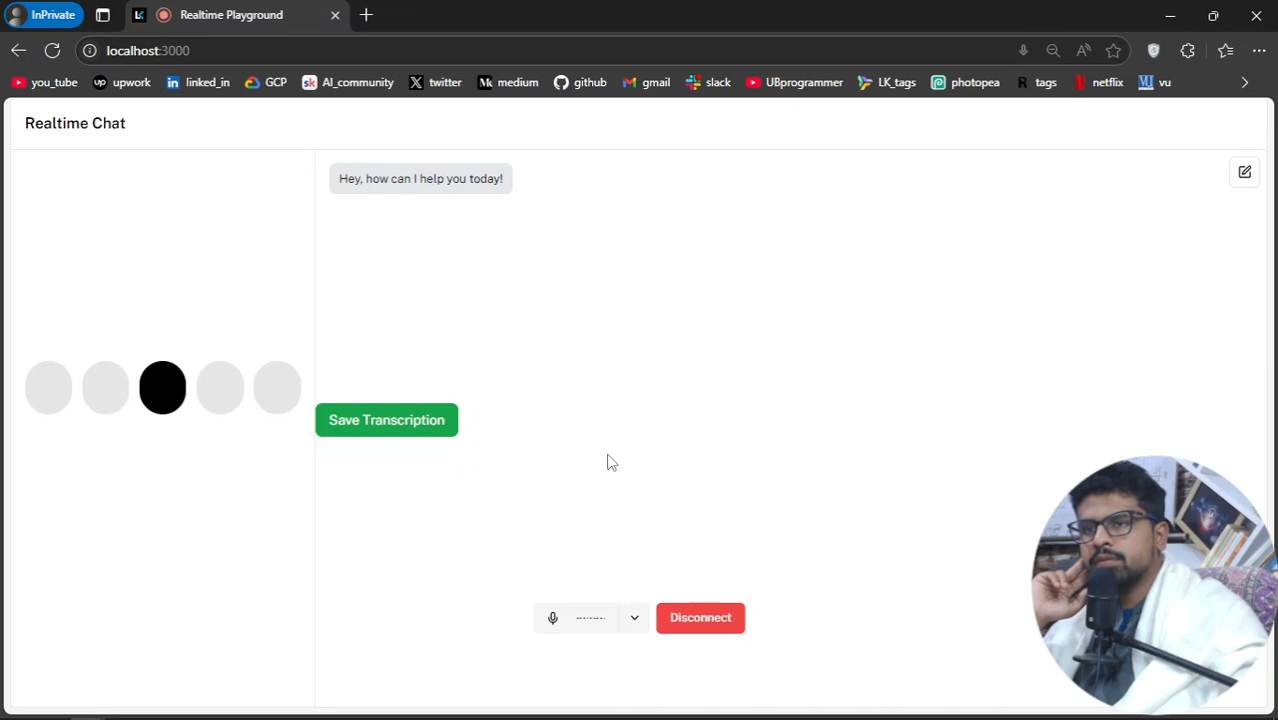 InPrivate
Realtime Playground
localhost:3000
you_tube upwork linked_in GCP AI_community twitter medium github gmail slack UBprogrammer LK_tags photopea tags netflix vu
Realtime Chat
Hey, how can I help you today!
Save Transcription
Disconnect